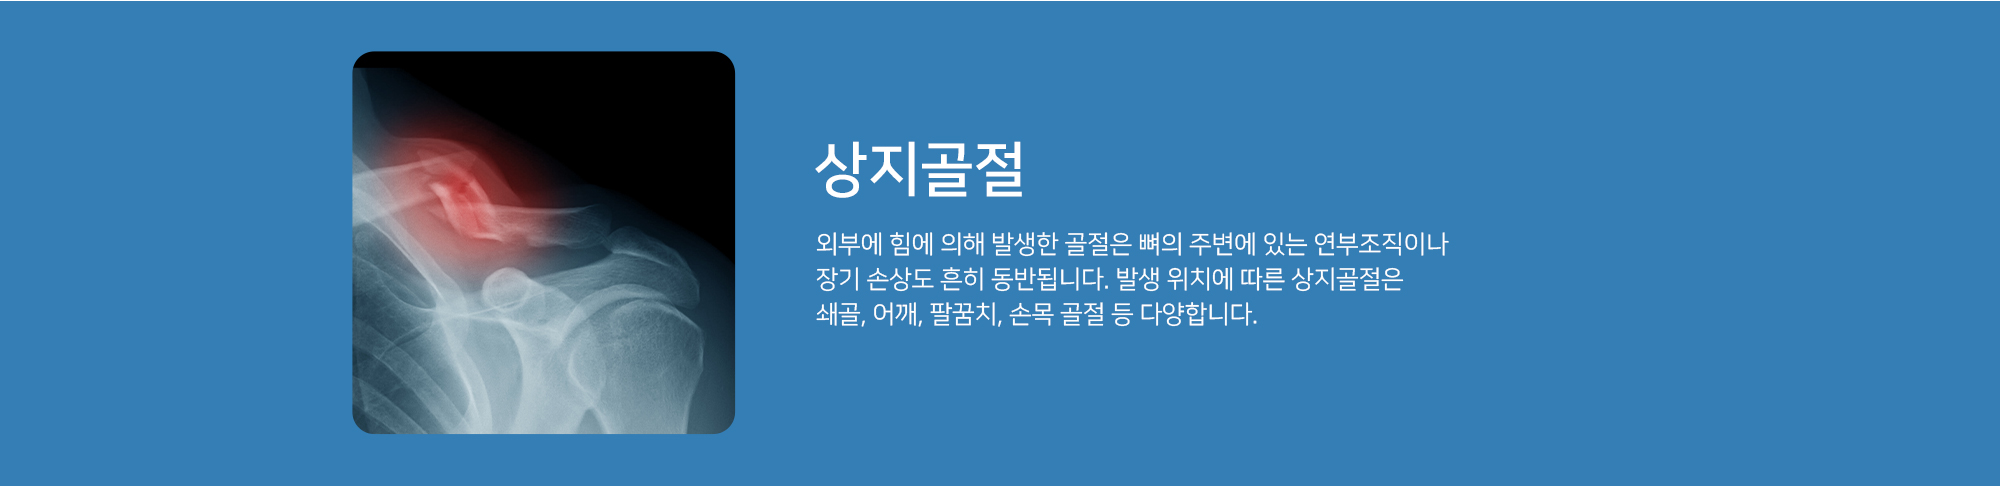 상지골절
외부에 힘에 의해 발생한 골절은 뼈의 주변에 있는 연부조직이나
장기 손상도 흔히 동반됩니다. 발생 위치에 따른 상지골절은
쇄골, 어깨, 팔꿈치, 손목 골절 등 다양합니다.